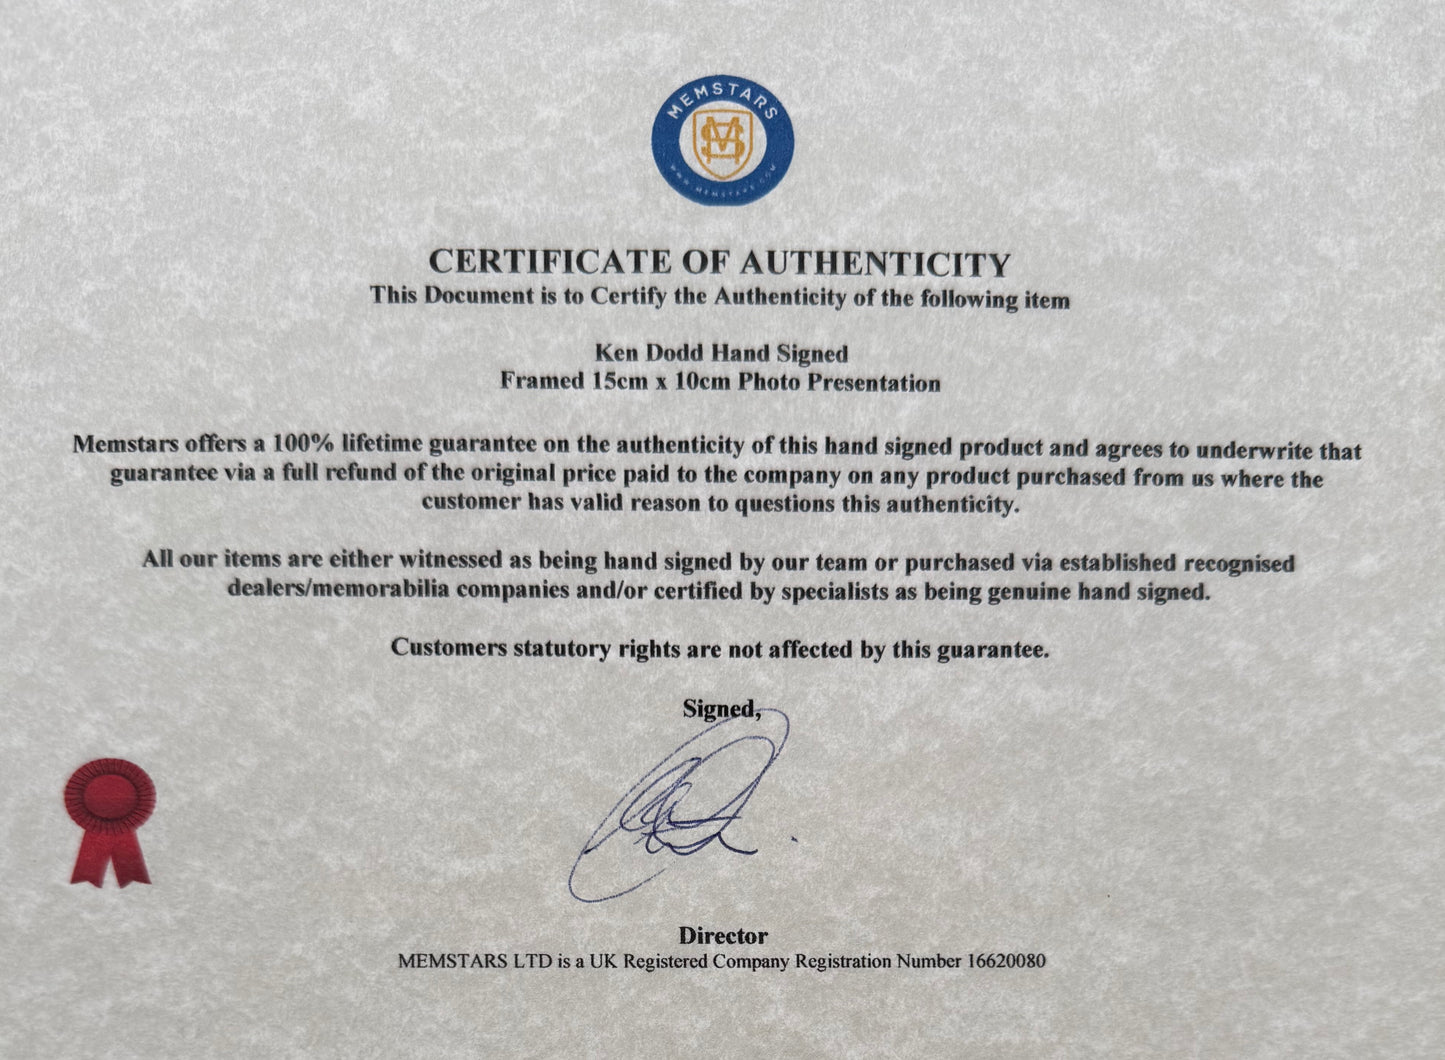 MEMSTARS
MS
WWW.MEMSTARS.COM
CERTIFICATE OF AUTHENTICITY
This Document is to Certify the Authenticity of the following item
Ken Dodd Hand Signed
Framed 15cm x 10cm Photo Presentation
Memstars offers a 100% lifetime guarantee on the authenticity of this hand signed product and agrees to underwrite that
guarantee via a full refund of the original price paid to the company on any product purchased from us where the
customer has valid reason to questions this authenticity.
All our items are either witnessed as being hand signed by our team or purchased via established recognised
dealers/memorabilia companies and/or certified by specialists as being genuine hand signed.
Customers statutory rights are not affected by this guarantee.
Signed,
Director
MEMSTARS LTD is a UK Registered Company Registration Number 16620080